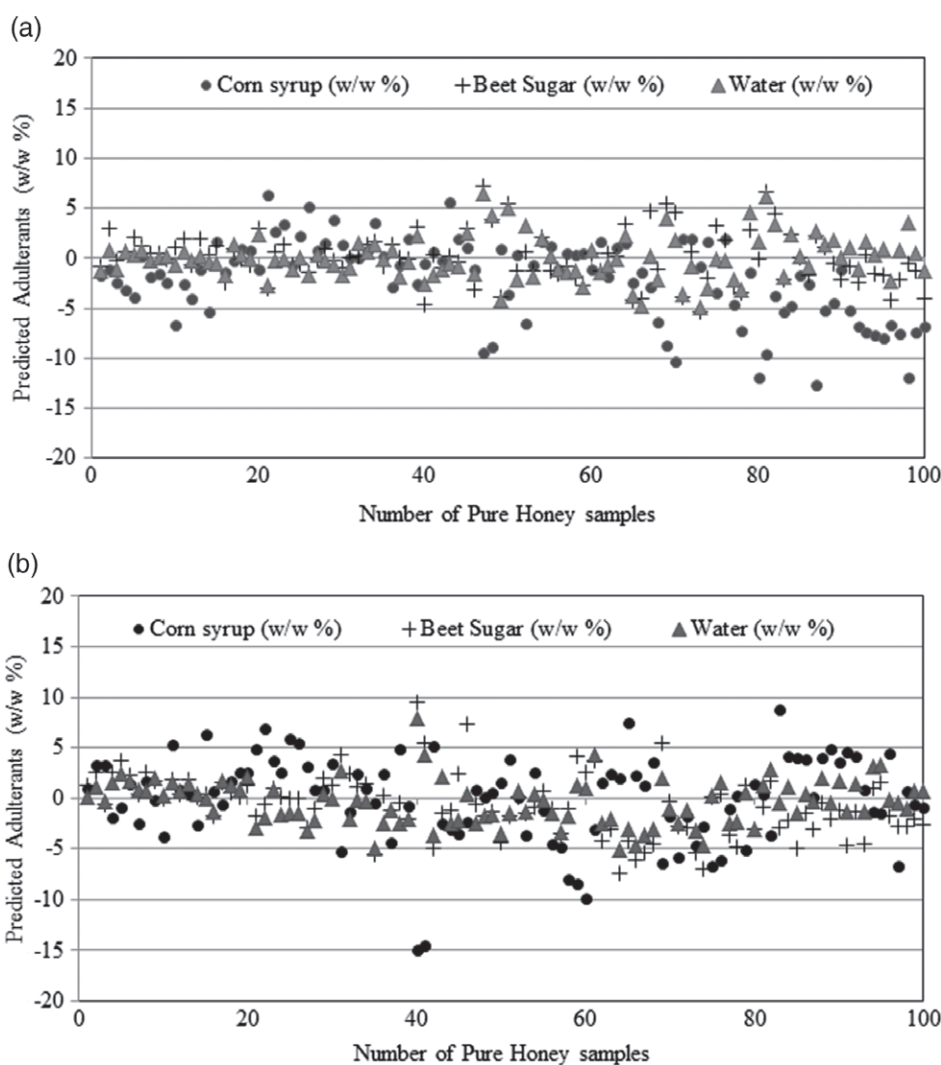 (a)
20
15
10
5
0
-5
-10
-15
-20
Predicted Adulterants (w/w %)
Corn syrup (w/w %) Beet Sugar (w/w %) Water (w/w %)
0 20 40 60 80 100
Number of Pure Honey samples
(b)
20
15
10
5
0
-5
-10
-15
-20
Predicted Adulterants (w/w %)
Corn syrup (w/w %) Beet Sugar (w/w %) Water (w/w %)
0 20 40 60 80 100
Number of Pure Honey samples